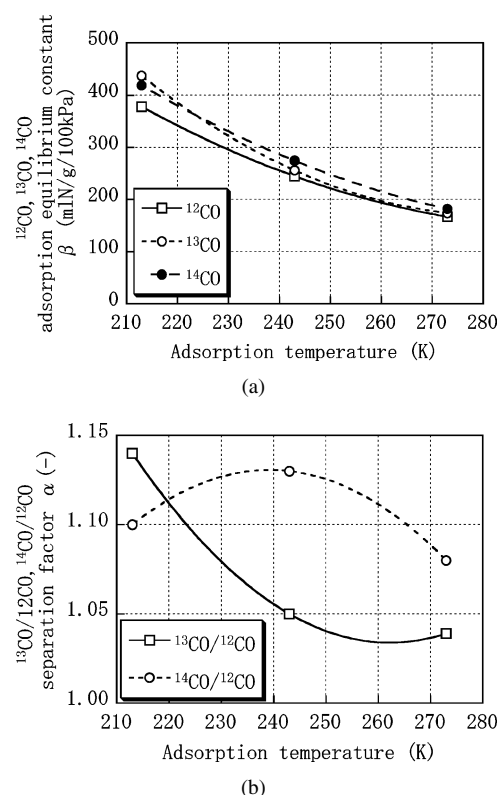 ¹²CO, ¹³CO, ¹⁴CO
adsorption equilibrium constant
β (mlN/g/100kPa)
500
400
300
200
100
0
¹²CO
¹³CO
¹⁴CO
210 220 230 240 250 260 270 280
Adsorption temperature (K)
(a)
¹³CO/12CO, ¹⁴CO/¹²CO
separation factor α (-)
1.15
1.10
1.05
1.00
¹³CO/¹²CO
¹⁴CO/¹²CO
210 220 230 240 250 260 270 280
Adsorption temperature (K)
(b)